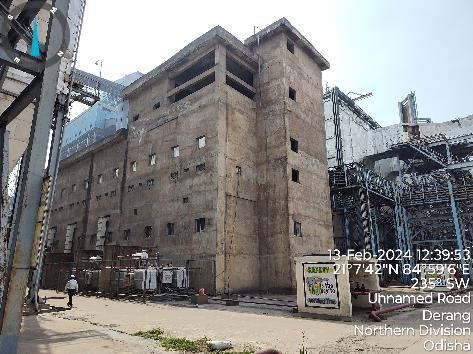 SAFETY
13-Feb-2024 12:39:53
21°7'42"N 84°59'6"E
235° SW
Unnamed Road
Derang
Northern Division
Odisha